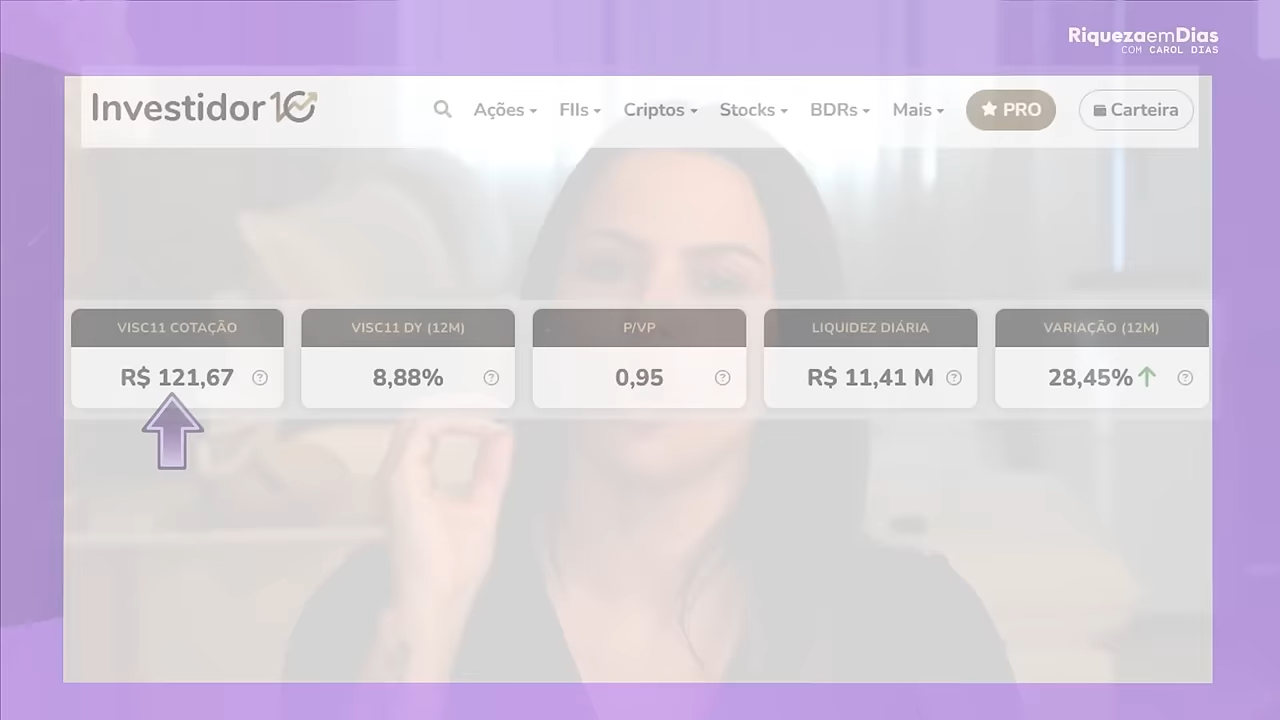 RiquezaemDias
COM CAROL DIAS
Investidor10
Ações FIIs Criptos Stocks BDRs Mais PRO Carteira
VISC11 COTAÇÃO VISC11 DY (12M) P/VP LIQUIDEZ DIÁRIA VARIAÇÃO (12M)
R$ 121,67 8,88% 0,95 R$ 11,41 M 28,45%